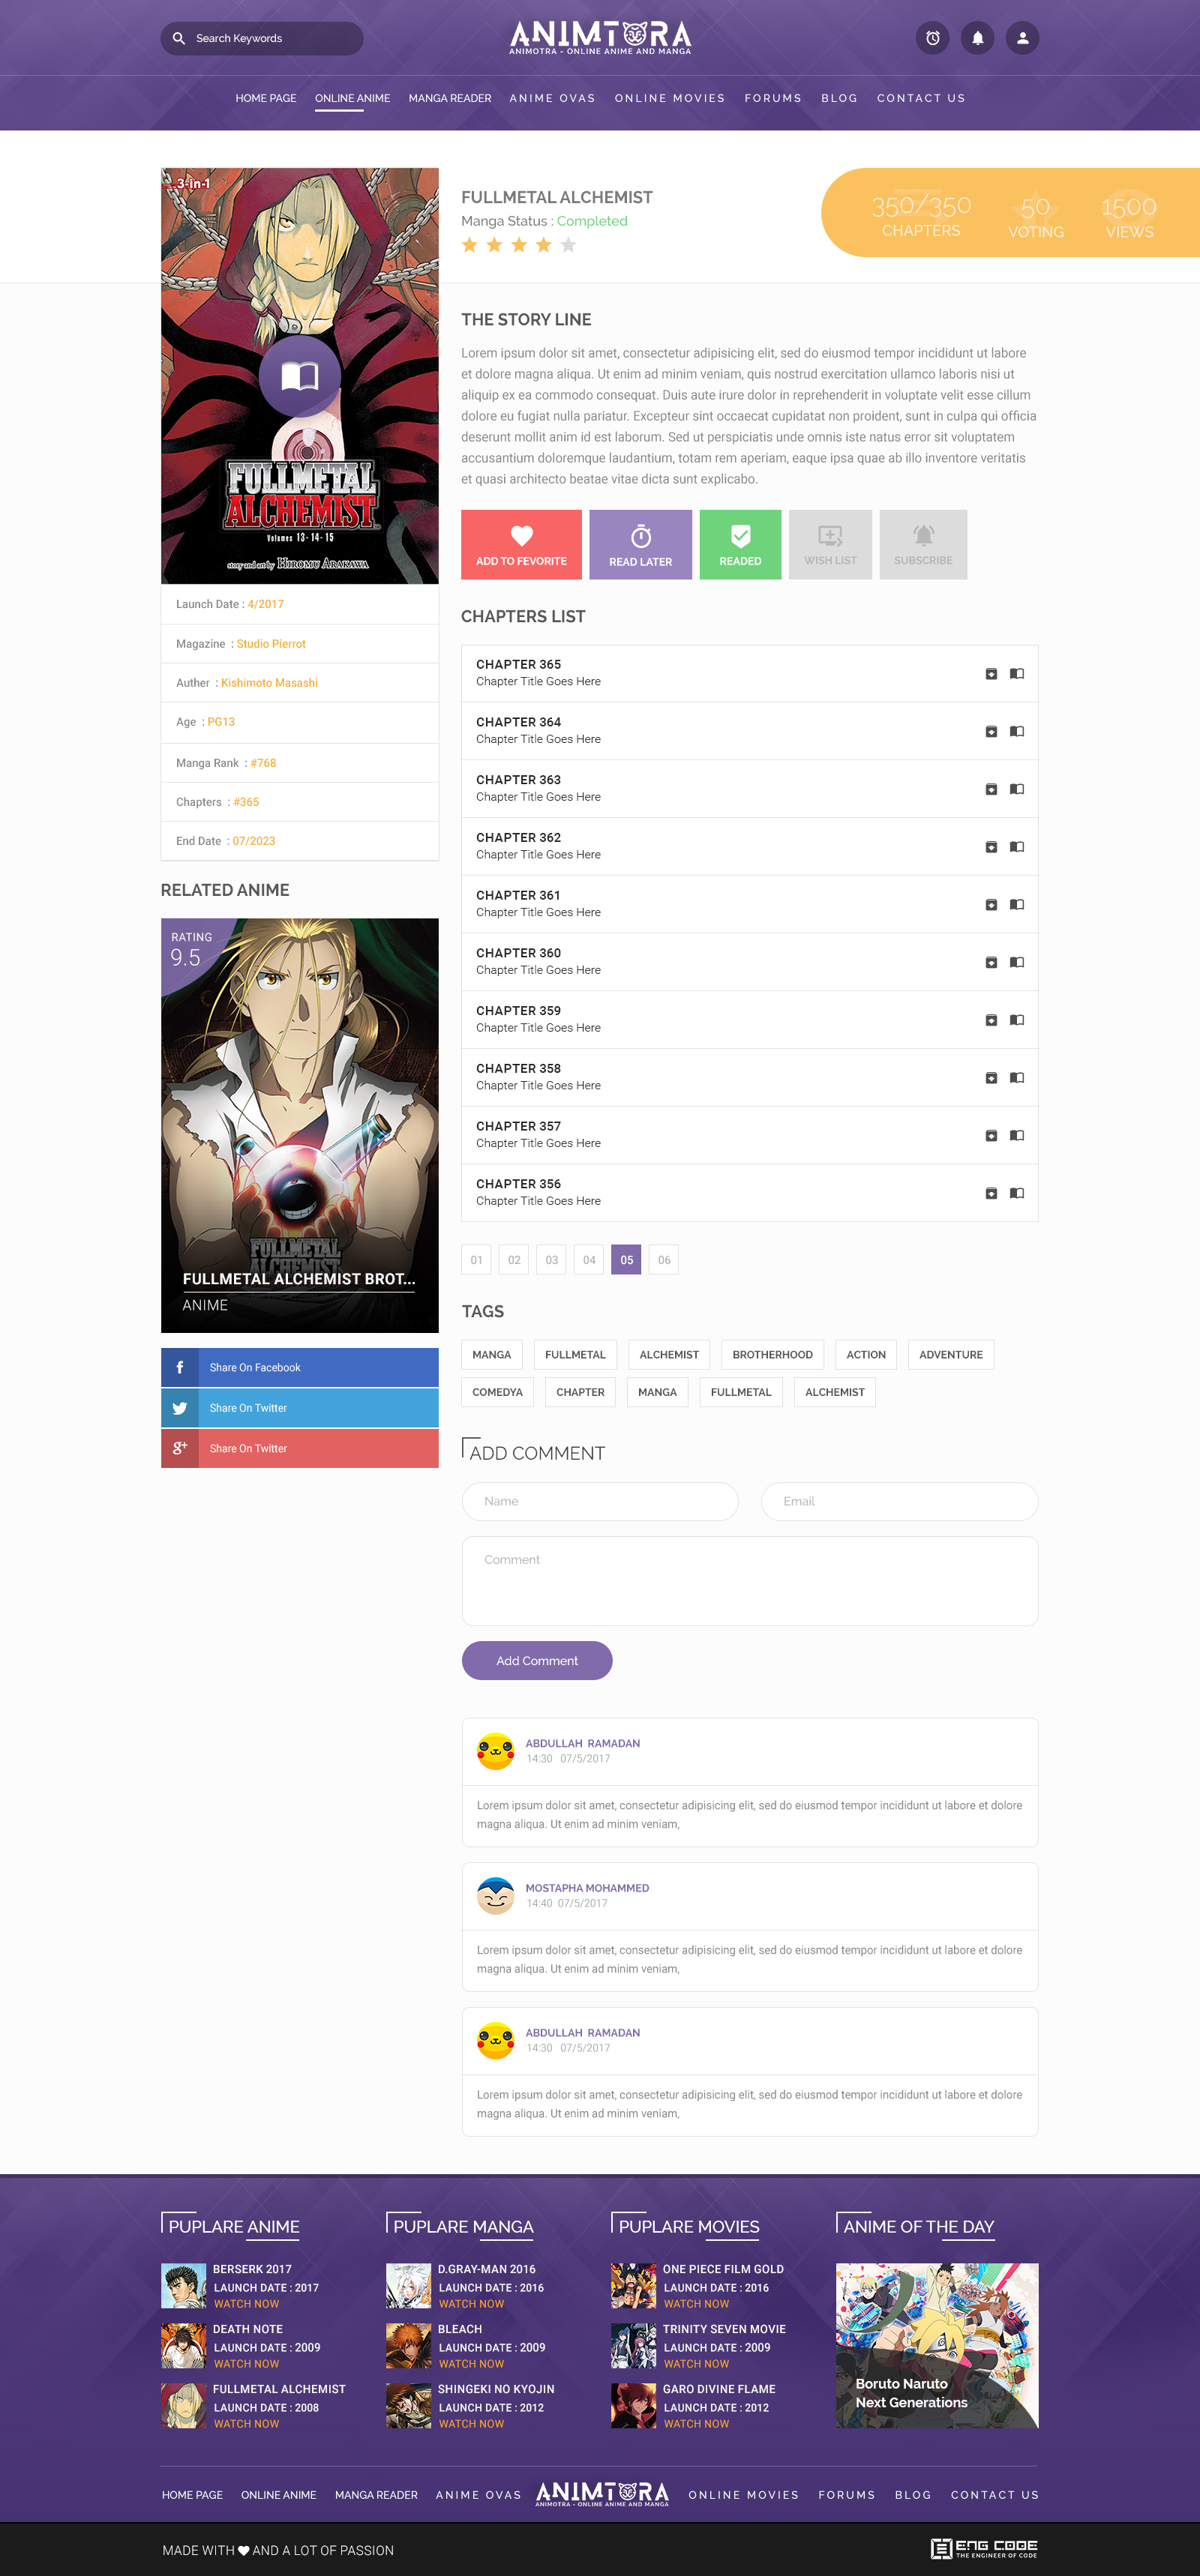 Search Keywords
ANIMTORA
ANIMOTRA - ONLINE ANIME AND MANGA
HOME PAGE ONLINE ANIME MANGA READER ANIME OVAS ONLINE MOVIES FORUMS BLOG CONTACT US
3-in-1
FULLMETAL
ALCHEMIST
Volumes 13·14·15
story and art by HIROMU ARAKAWA
FULLMETAL ALCHEMIST
Manga Status : Completed
350/350
CHAPTERS
50
VOTING
1500
VIEWS
THE STORY LINE
Lorem ipsum dolor sit amet, consectetur adipisicing elit, sed do eiusmod tempor incididunt ut labore
et dolore magna aliqua. Ut enim ad minim veniam, quis nostrud exercitation ullamco laboris nisi ut
aliquip ex ea commodo consequat. Duis aute irure dolor in reprehenderit in voluptate velit esse cillum
dolore eu fugiat nulla pariatur. Excepteur sint occaecat cupidatat non proident, sunt in culpa qui officia
deserunt mollit anim id est laborum. Sed ut perspiciatis unde omnis iste natus error sit voluptatem
accusantium doloremque laudantium, totam rem aperiam, eaque ipsa quae ab illo inventore veritatis
et quasi architecto beatae vitae dicta sunt explicabo.
ADD TO FEVORITE
READ LATER
READED
WISH LIST
SUBSCRIBE
Launch Date : 4/2017
Magazine : Studio Pierrot
Auther : Kishimoto Masashi
Age : PG13
Manga Rank : #768
Chapters : #365
End Date : 07/2023
RELATED ANIME
RATING
9.5
FULLMETAL
ALCHEMIST
FULLMETAL ALCHEMIST BROT...
ANIME
Share On Facebook
Share On Twitter
Share On Twitter
CHAPTERS LIST
CHAPTER 365
Chapter Title Goes Here
CHAPTER 364
Chapter Title Goes Here
CHAPTER 363
Chapter Title Goes Here
CHAPTER 362
Chapter Title Goes Here
CHAPTER 361
Chapter Title Goes Here
CHAPTER 360
Chapter Title Goes Here
CHAPTER 359
Chapter Title Goes Here
CHAPTER 358
Chapter Title Goes Here
CHAPTER 357
Chapter Title Goes Here
CHAPTER 356
Chapter Title Goes Here
01 02 03 04 05 06
TAGS
MANGA FULLMETAL ALCHEMIST BROTHERHOOD ACTION ADVENTURE
COMEDYA CHAPTER MANGA FULLMETAL ALCHEMIST
ADD COMMENT
Name
Email
Comment
Add Comment
ABDULLAH RAMADAN
14:30 07/5/2017
Lorem ipsum dolor sit amet, consectetur adipisicing elit, sed do eiusmod tempor incididunt ut labore et dolore
magna aliqua. Ut enim ad minim veniam,
MOSTAPHA MOHAMMED
14:40 07/5/2017
Lorem ipsum dolor sit amet, consectetur adipisicing elit, sed do eiusmod tempor incididunt ut labore et dolore
magna aliqua. Ut enim ad minim veniam,
ABDULLAH RAMADAN
14:30 07/5/2017
Lorem ipsum dolor sit amet, consectetur adipisicing elit, sed do eiusmod tempor incididunt ut labore et dolore
magna aliqua. Ut enim ad minim veniam,
PUPLARE ANIME
BERSERK 2017
LAUNCH DATE : 2017
WATCH NOW
DEATH NOTE
LAUNCH DATE : 2009
WATCH NOW
FULLMETAL ALCHEMIST
LAUNCH DATE : 2008
WATCH NOW
PUPLARE MANGA
D.GRAY-MAN 2016
LAUNCH DATE : 2016
WATCH NOW
BLEACH
LAUNCH DATE : 2009
WATCH NOW
SHINGEKI NO KYOJIN
LAUNCH DATE : 2012
WATCH NOW
PUPLARE MOVIES
ONE PIECE FILM GOLD
LAUNCH DATE : 2016
WATCH NOW
TRINITY SEVEN MOVIE
LAUNCH DATE : 2009
WATCH NOW
GARO DIVINE FLAME
LAUNCH DATE : 2012
WATCH NOW
ANIME OF THE DAY
Boruto Naruto
Next Generations
HOME PAGE ONLINE ANIME MANGA READER ANIME OVAS
ANIMTORA
ANIMOTRA - ONLINE ANIME AND MANGA
ONLINE MOVIES FORUMS BLOG CONTACT US
MADE WITH AND A LOT OF PASSION
ENG CODE
THE ENGINEER OF CODE